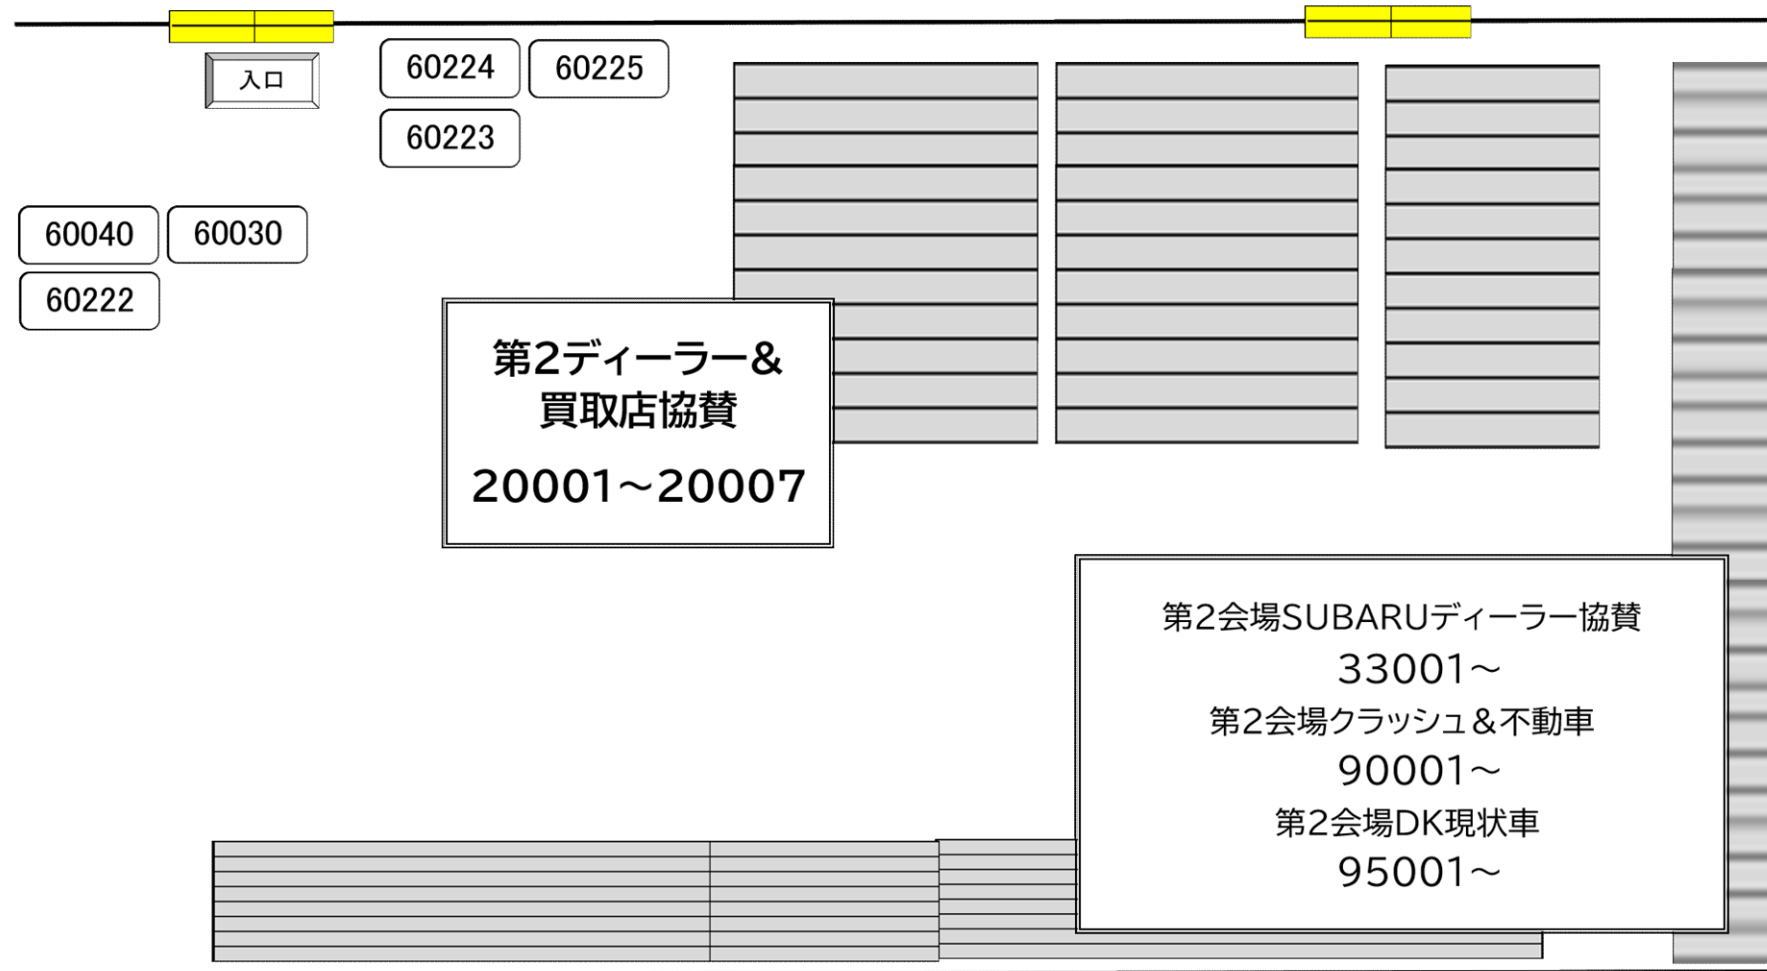 入口
60224
60225
60223
60040
60030
60222
第2ディーラー&
買取店協賛
20001～20007
第2会場SUBARUディーラー協賛
33001～
第2会場クラッシュ&不動車
90001～
第2会場DK現状車
95001～